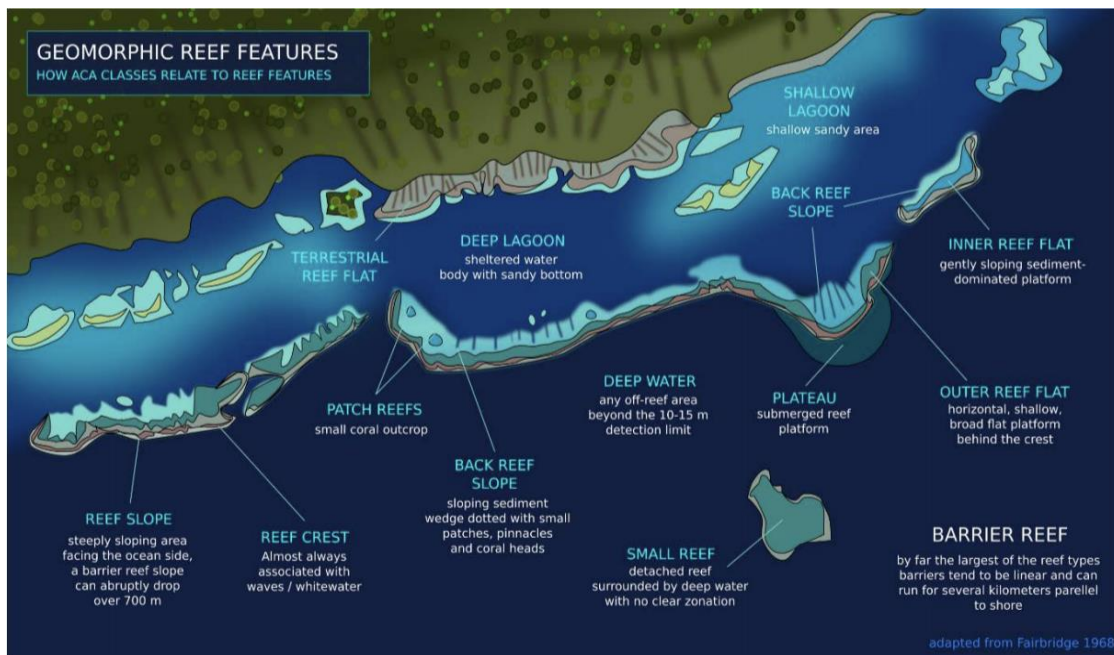 GEOMORPHIC REEF FEATURES
HOW ACA CLASSES RELATE TO REEF FEATURES
SHALLOW
LAGOON
shallow sandy area
BACK REEF
SLOPE
INNER REEF FLAT
gently sloping sediment-
dominated platform
TERRESTRIAL
REEF FLAT
DEEP LAGOON
sheltered water
body with sandy bottom
PATCH REEFS
small coral outcrop
DEEP WATER
any off-reef area
beyond the 10-15 m
detection limit
PLATEAU
submerged reef
platform
OUTER REEF FLAT
horizontal, shallow,
broad flat platform
behind the crest
BACK REEF
SLOPE
sloping sediment
wedge dotted with small
patches, pinnacles
and coral heads
REEF SLOPE
steeply sloping area
facing the ocean side,
a barrier reef slope
can abruptly drop
over 700 m
REEF CREST
Almost always
associated with
waves / whitewater
SMALL REEF
detached reef
surrounded by deep water
with no clear zonation
BARRIER REEF
by far the largest of the reef types
barriers tend to be linear and can
run for several kilometers parellel
to shore
adapted from Fairbridge 1968